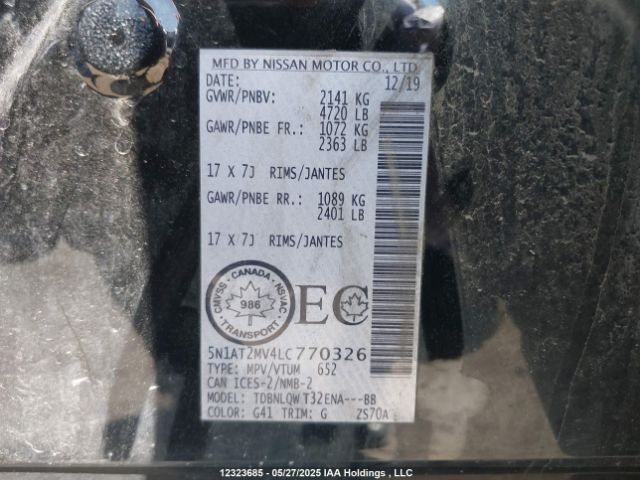 MFD BY NISSAN MOTOR CO., LTD
DATE: 12/19
GVWR/PNBV: 2141 KG
4720 LB
GAWR/PNBE FR.: 1072 KG
2363 LB
17 X 7J RIMS/JANTES
GAWR/PNBE RR.: 1089 KG
2401 LB
17 X 7J RIMS/JANTES
CANADA
CMVSS NSVAC
986
TRANSPORT
EC
5N1AT2MV4LC770326
TYPE: MPV/VTUM 652
CAN ICES-2/NMB-2
MODEL: TDBNLQW T32ENA---BB
COLOR: G41 TRIM: G ZS70A
12323685 - 05/27/2025 IAA Holdings , LLC